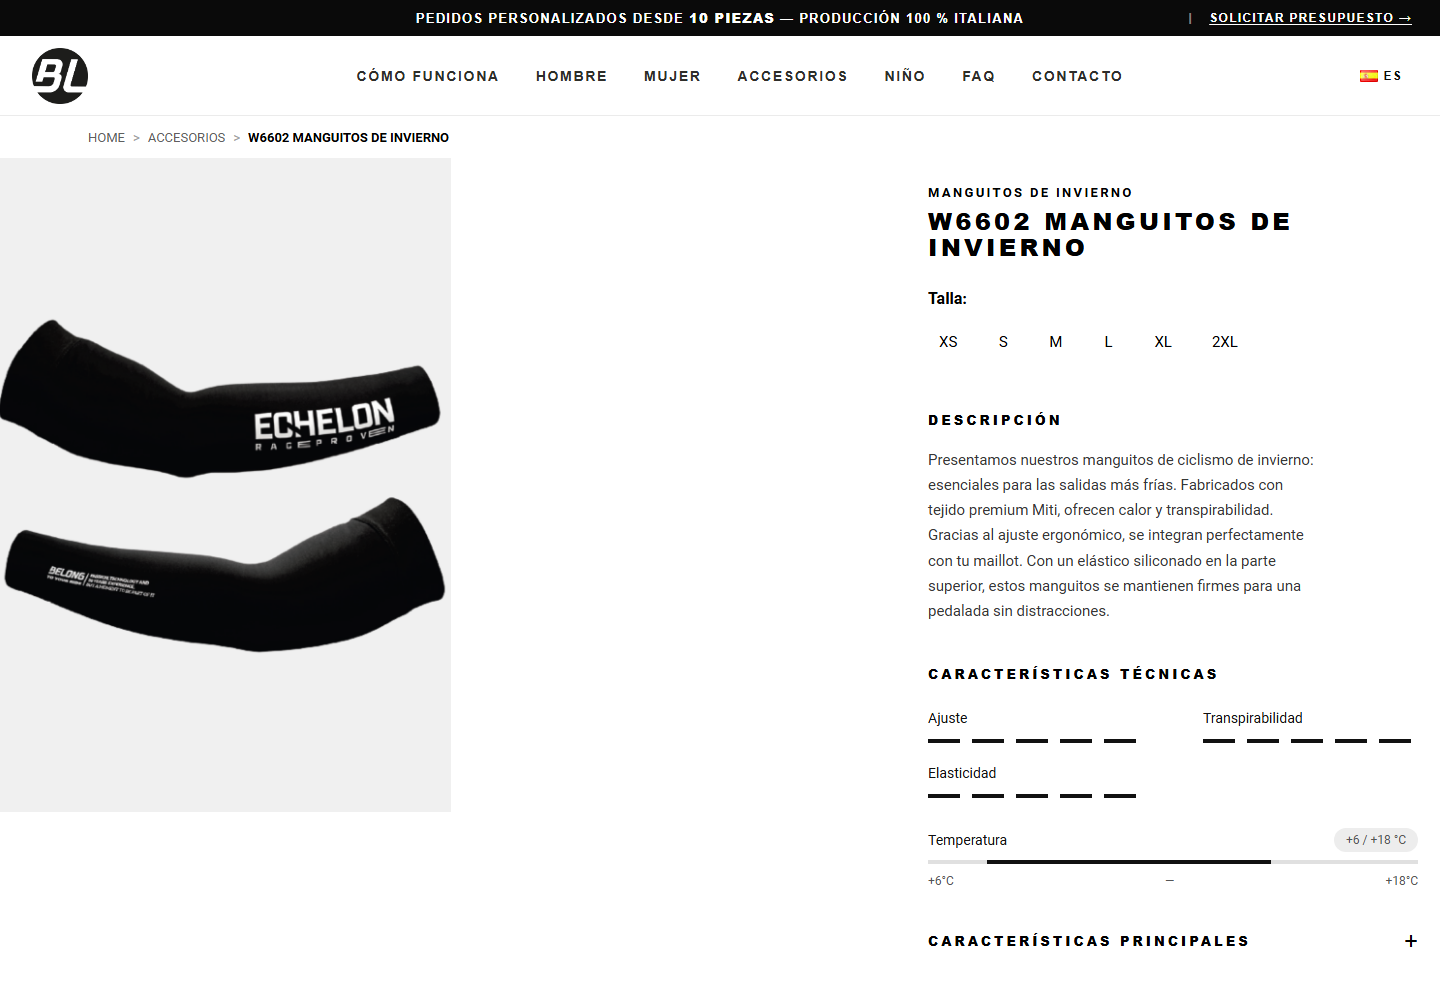 PEDIDOS PERSONALIZADOS DESDE 10 PIEZAS — PRODUCCIÓN 100 % ITALIANA
| SOLICITAR PRESUPUESTO →
BL
CÓMO FUNCIONA HOMBRE MUJER ACCESORIOS NIÑO FAQ CONTACTO
ES
HOME > ACCESORIOS > W6602 MANGUITOS DE INVIERNO
ECHELON
RACEPROVEN
BELONG
MANGUITOS DE INVIERNO
W6602 MANGUITOS DE
INVIERNO
Talla:
XS S M L XL 2XL
DESCRIPCIÓN
Presentamos nuestros manguitos de ciclismo de invierno:
esenciales para las salidas más frías. Fabricados con
tejido premium Miti, ofrecen calor y transpirabilidad.
Gracias al ajuste ergonómico, se integran perfectamente
con tu maillot. Con un elástico siliconado en la parte
superior, estos manguitos se mantienen firmes para una
pedalada sin distracciones.
CARACTERÍSTICAS TÉCNICAS
Ajuste Transpirabilidad
Elasticidad
Temperatura +6 / +18 °C
+6°C — +18°C
CARACTERÍSTICAS PRINCIPALES +